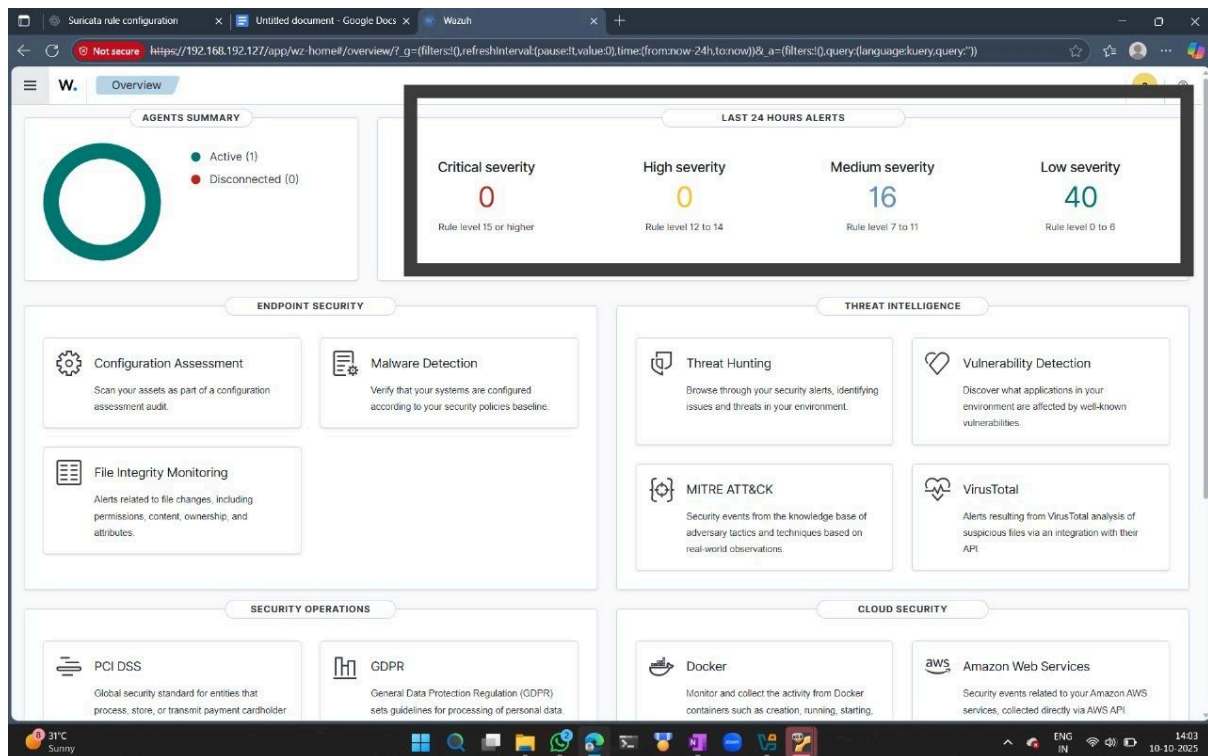 Suricata rule configuration
Untitled document - Google Docs
Wazuh
Not secure https://192.168.192.127/app/wz-home#/overview/?_g=(filters:!(),refreshInterval:(pause:!t,value:0),time:(from:now-24h,to:now))&_a=(filters:!(),query:(language:kuery,query:''))
W. Overview
AGENTS SUMMARY
Active (1)
Disconnected (0)
LAST 24 HOURS ALERTS
Critical severity
0
Rule level 15 or higher
High severity
0
Rule level 12 to 14
Medium severity
16
Rule level 7 to 11
Low severity
40
Rule level 0 to 6
ENDPOINT SECURITY
Configuration Assessment
Scan your assets as part of a configuration
assessment audit.
Malware Detection
Verify that your systems are configured
according to your security policies baseline.
File Integrity Monitoring
Alerts related to file changes, including
permissions, content, ownership, and
attributes.
THREAT INTELLIGENCE
Threat Hunting
Browse through your security alerts, identifying
issues and threats in your environment.
Vulnerability Detection
Discover what applications in your
environment are affected by well-known
vulnerabilities.
MITRE ATT&CK
Security events from the knowledge base of
adversary tactics and techniques based on
real-world observations.
VirusTotal
Alerts resulting from VirusTotal analysis of
suspicious files via an integration with their
API.
SECURITY OPERATIONS
PCI DSS
Global security standard for entities that
process, store, or transmit payment cardholder
GDPR
General Data Protection Regulation (GDPR)
sets guidelines for processing of personal data.
CLOUD SECURITY
Docker
Monitor and collect the activity from Docker
containers such as creation, running, starting,
aws
Amazon Web Services
Security events related to your Amazon AWS
services, collected directly via AWS API.
8
31°C
Sunny
2
ENG
IN
14:03
10-10-2025